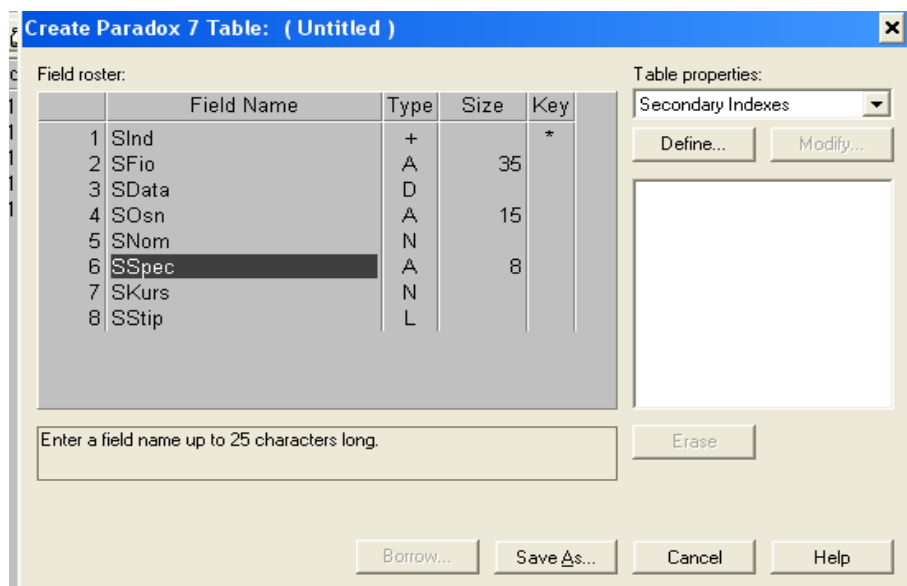 Create Paradox 7 Table: ( Untitled )
Field roster:
Table properties:
Field Name Type Size Key
Secondary Indexes
Define... Modify...
1 SInd + *
2 SFio A 35
3 SData D
4 SOsn A 15
5 SNom N
6 SSpec A 8
7 SKurs N
8 SStip L
Enter a field name up to 25 characters long.
Erase
Borrow... Save As... Cancel Help